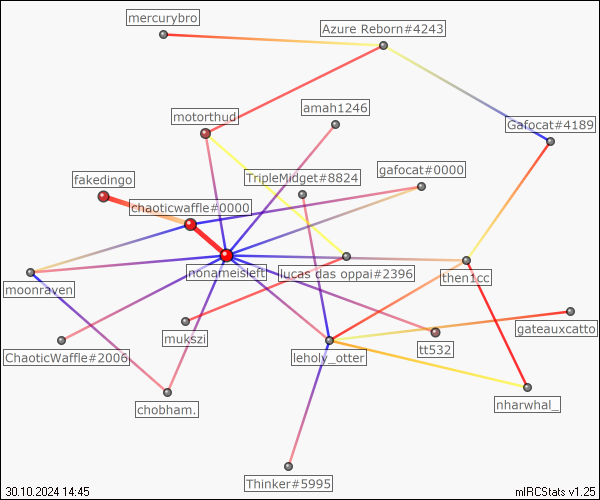 mercurybro
Azure Reborn#4243
amah1246
motorthud
Gafocat#4189
gafocat#0000
TripleMidget#8824
fakedingo
chaoticwaffle#0000
nonameisleft
lucas das oppai#2396
then1cc
moonraven
gateauxcatto
mukszi
tt532
ChaoticWaffle#2006
leholy_otter
nharwhal_
chobham.
Thinker#5995
30.10.2024 14:45
mIRCStats v1.25